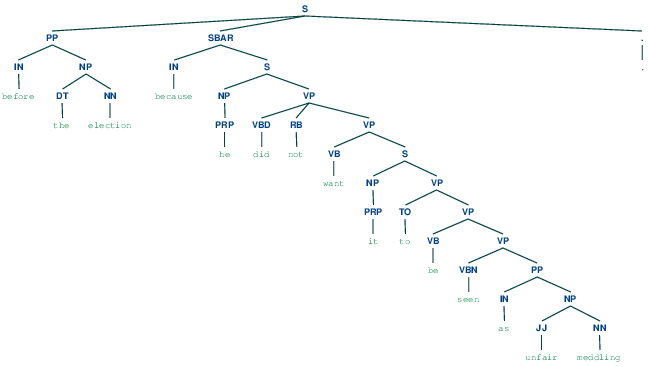 S
PP SBAR .
IN NP IN S .
before DT NN because NP VP
the election PRP VBD RB VP
he did not VB S
want NP VP
PRP TO VP
it to VB VP
be VBN PP
seen IN NP
as JJ NN
unfair meddling